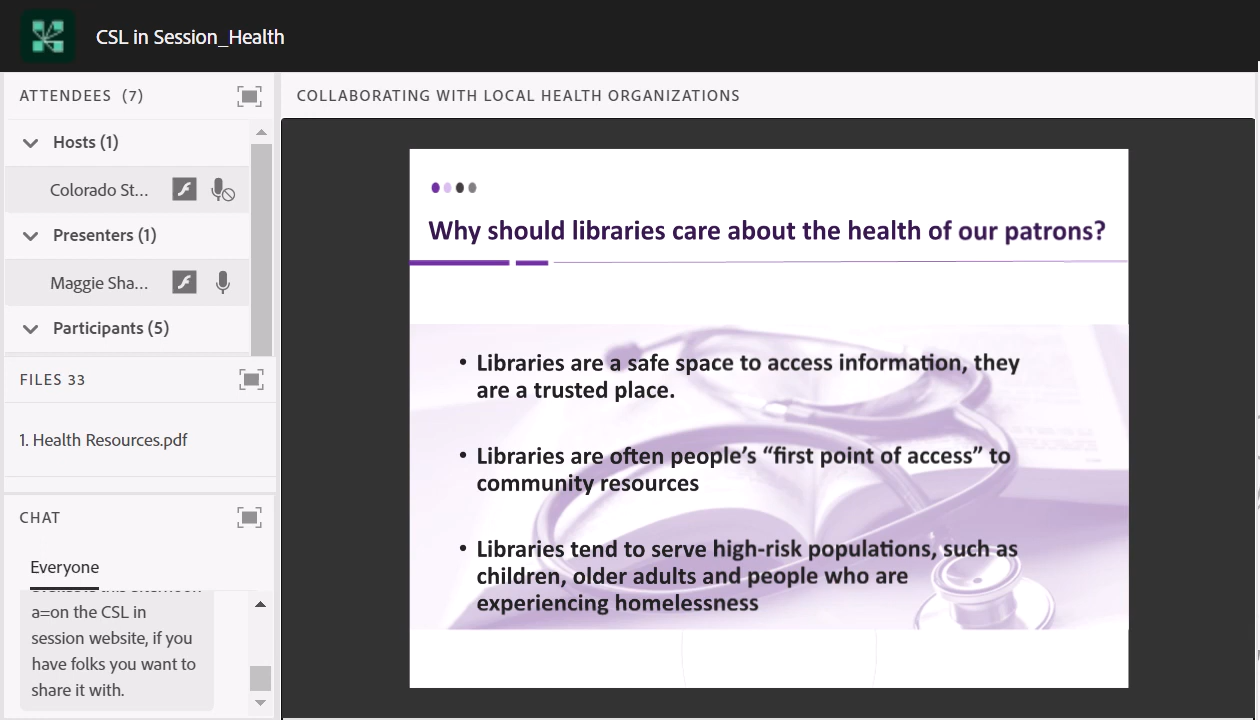 CSL in Session_Health
ATTENDEES (7)
Hosts (1)
Colorado St...
Presenters (1)
Maggie Sha...
Participants (5)
FILES 33
1. Health Resources.pdf
CHAT
Everyone
this afternoon
a=on the CSL in
session website, if you
have folks you want to
share it with.
COLLABORATING WITH LOCAL HEALTH ORGANIZATIONS
Why should libraries care about the health of our patrons?
• Libraries are a safe space to access information, they
are a trusted place.
• Libraries are often people’s “first point of access” to
community resources
• Libraries tend to serve high-risk populations, such as
children, older adults and people who are
experiencing homelessness